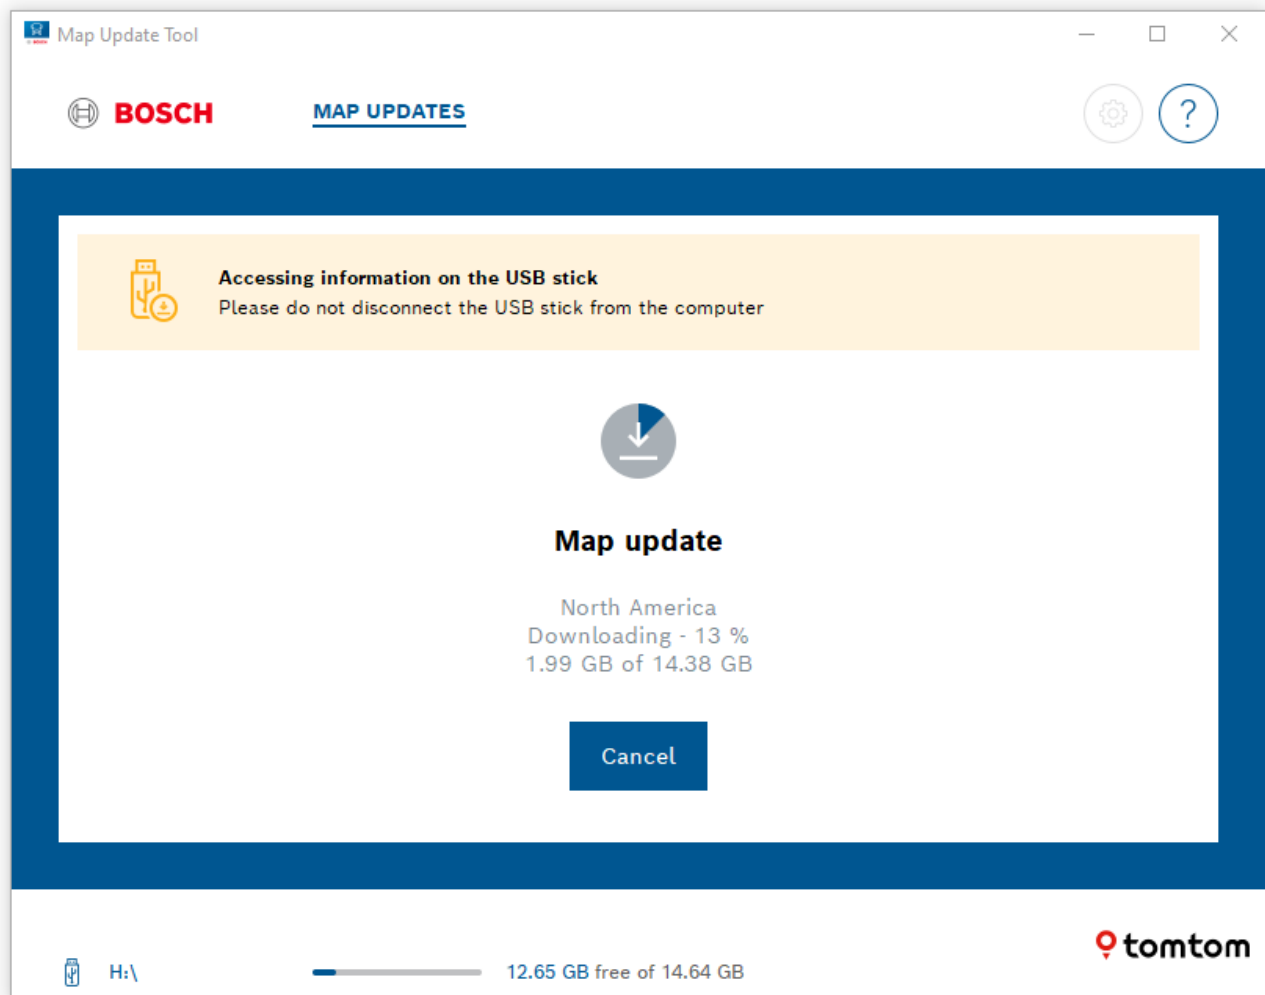 Map Update Tool
BOSCH
MAP UPDATES
?
Accessing information on the USB stick
Please do not disconnect the USB stick from the computer
Map update
North America
Downloading - 13 %
1.99 GB of 14.38 GB
Cancel
tomtom
H:\
12.65 GB free of 14.64 GB